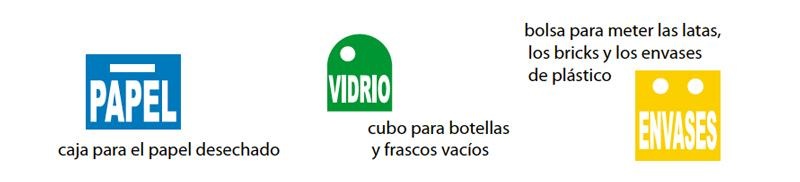 PAPEL
caja para el papel desechado
VIDRIO
cubo para botellas
y frascos vacíos
bolsa para meter las latas,
los bricks y los envases
de plástico
ENVASES